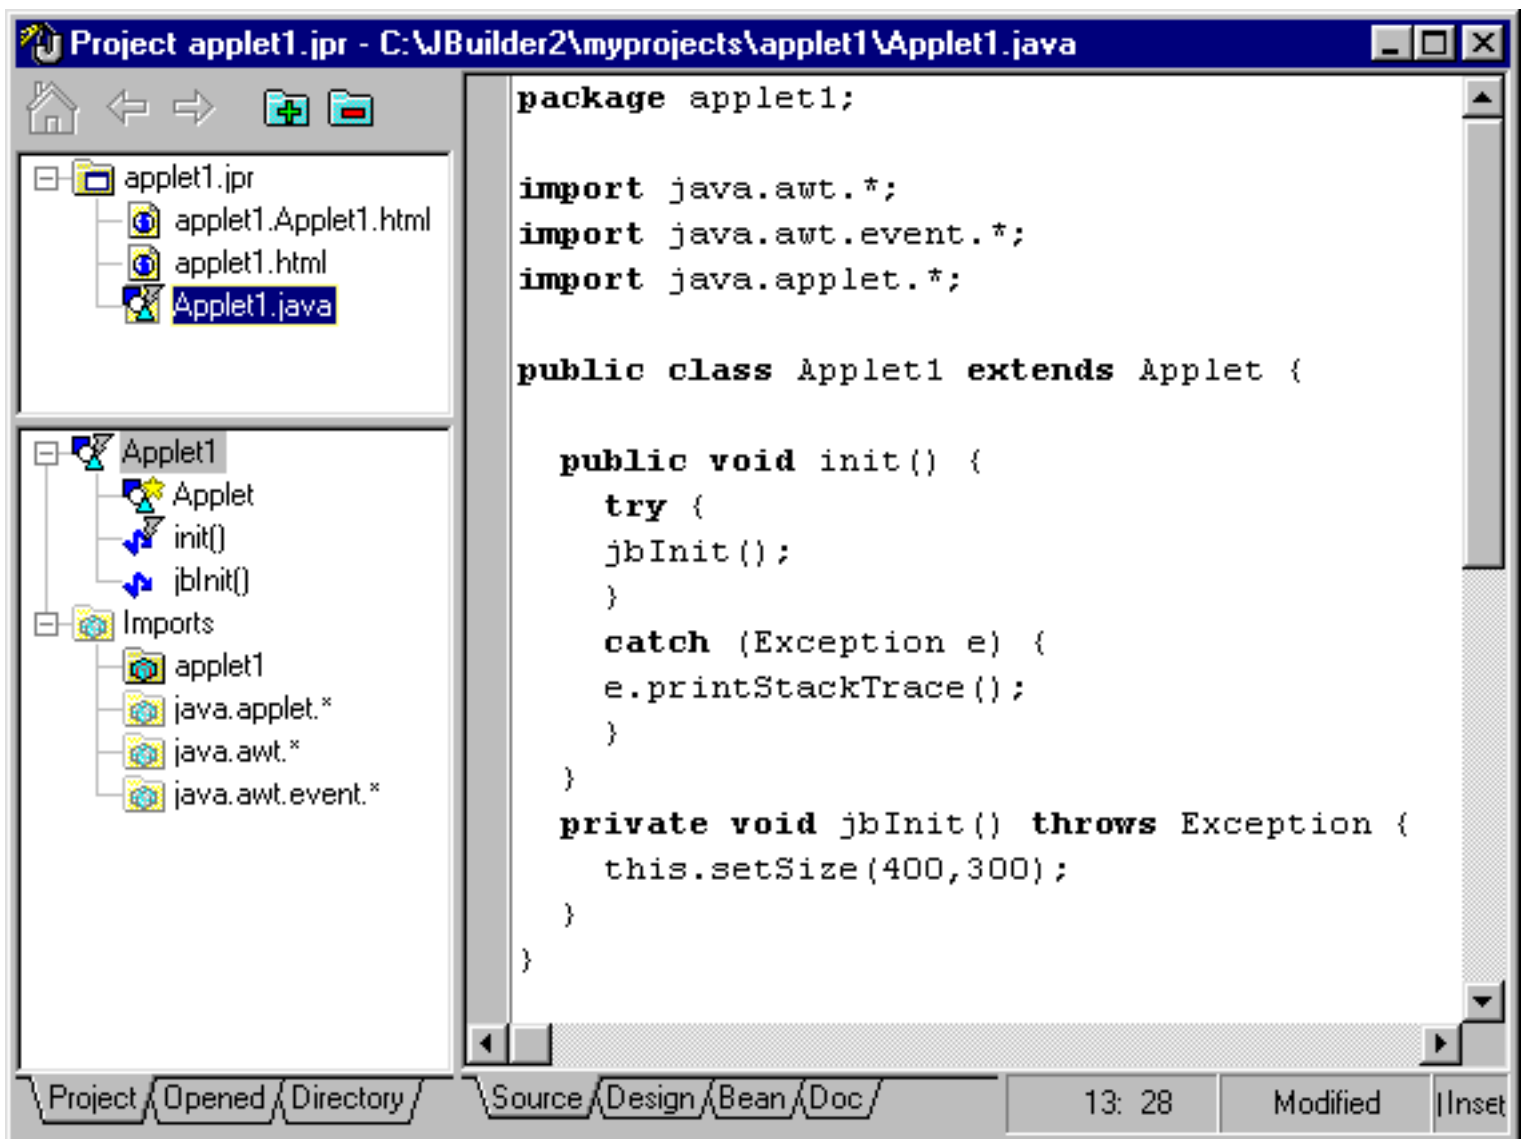 Project applet1.jpr - C:\JBuilder2\myprojects\applet1\Applet1.java
applet1.jpr
applet1.Applet1.html
applet1.html
Applet1.java
Applet1
Applet
init()
jbInit()
Imports
applet1
java.applet.*
java.awt.*
java.awt.event.*
package applet1;
import java.awt.*;
import java.awt.event.*;
import java.applet.*;
public class Applet1 extends Applet {
public void init() {
try {
jbInit();
}
catch (Exception e) {
e.printStackTrace();
}
}
private void jbInit() throws Exception {
this.setSize(400,300);
}
}
Project Opened Directory
Source Design Bean Doc
13: 28 Modified Inset